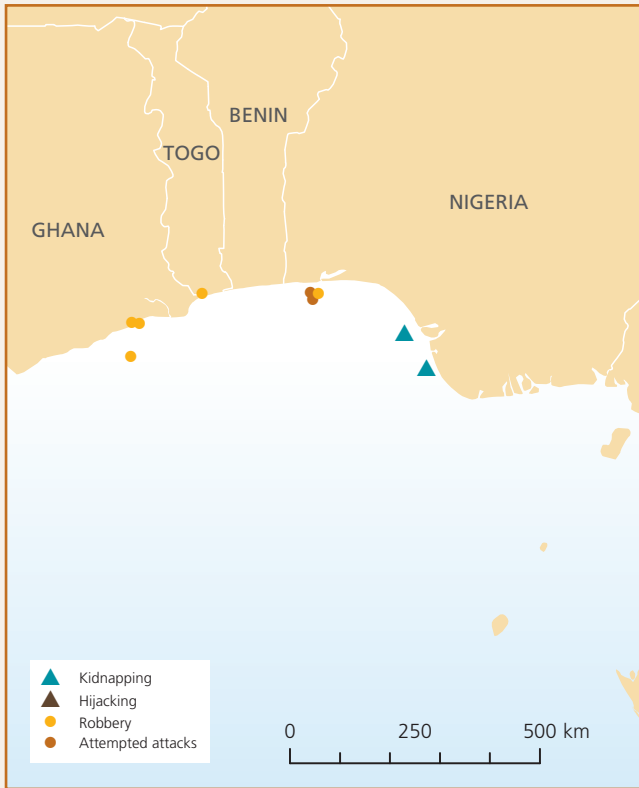 BENIN
TOGO
NIGERIA
GHANA
Kidnapping
Hijacking
Robbery
Attempted attacks
0 250 500 km